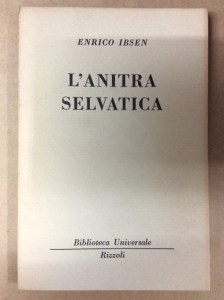 ENRICO IBSEN
L'ANITRA
SELVATICA
Biblioteca Universale
Rizzoli